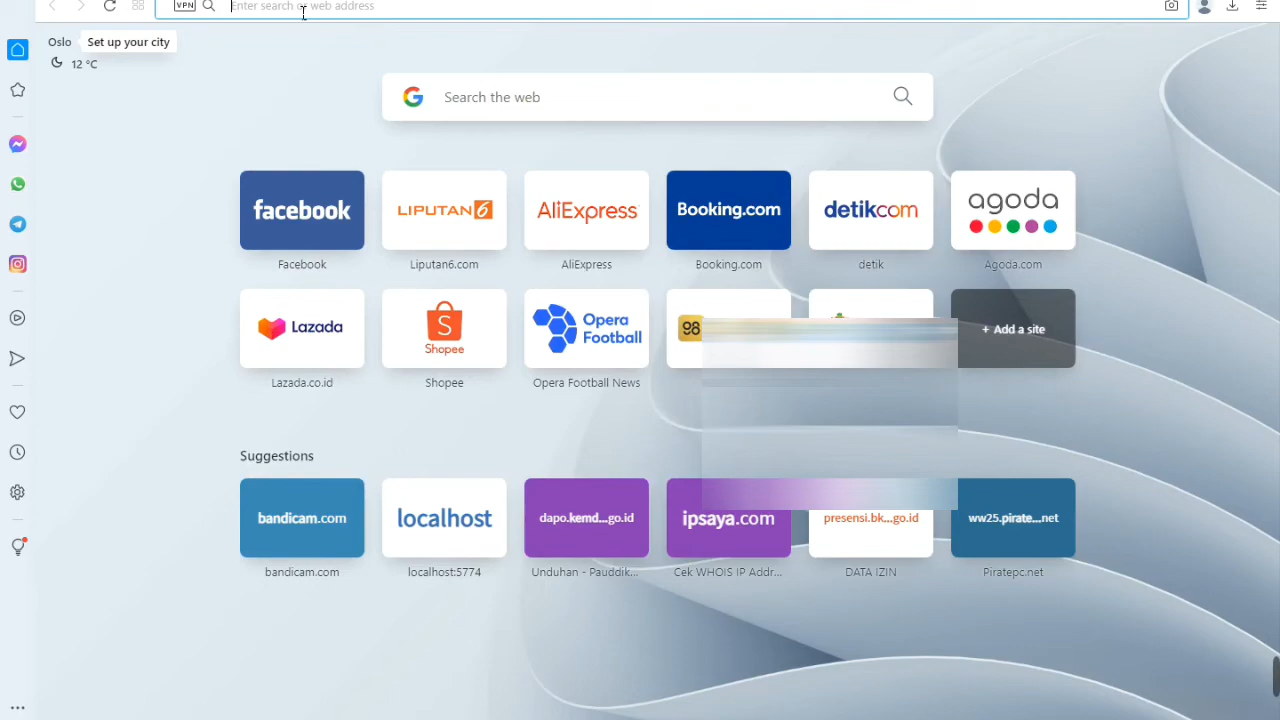 VPN
Enter search or web address
Oslo
Set up your city
12 °C
Search the web
facebook
LIPUTAN 6
AliExpress
Booking.com
detikcom
agoda
Facebook
Liputan6.com
AliExpress
Booking.com
detik
Agoda.com
Lazada
Shopee
Opera Football
98
+ Add a site
Lazada.co.id
Shopee
Opera Football News
Suggestions
bandicam.com
localhost
dapo.kemd...go.id
ipsaya.com
presensi.bk...go.id
ww25.pirate...net
bandicam.com
localhost:5774
Unduhan - Pauddik...
Cek WHOIS IP Addr...
DATA IZIN
Piratepc.net